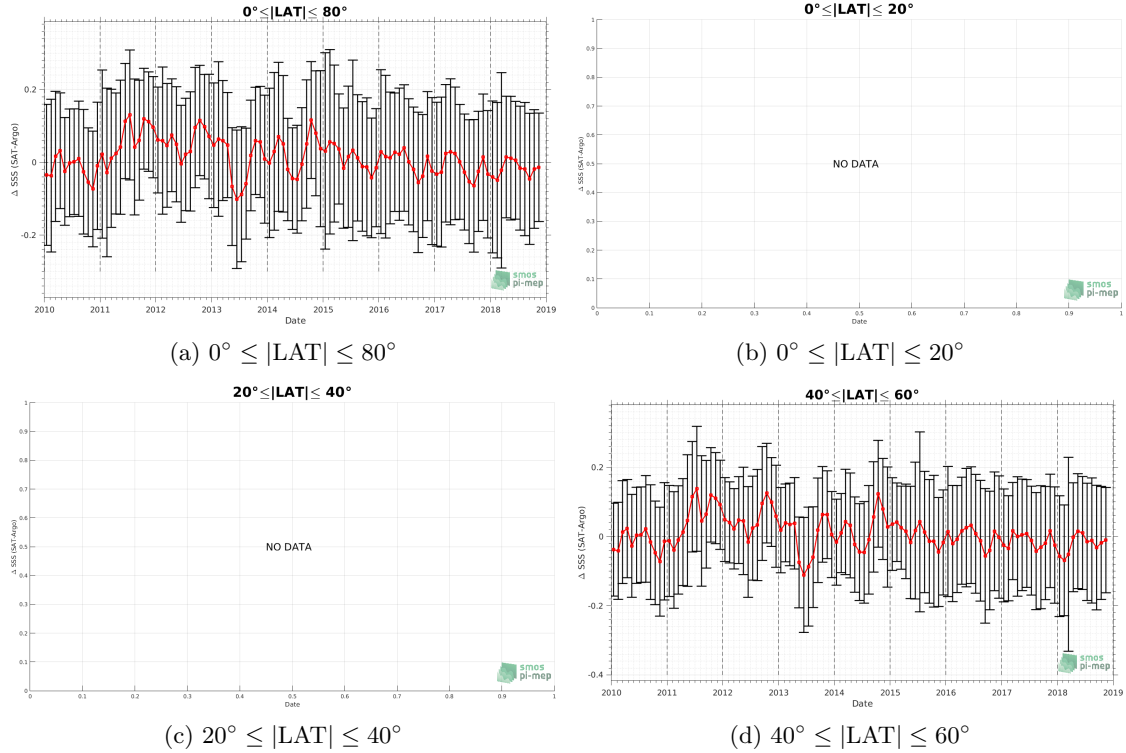 0°≤|LAT|≤ 80°
Δ SSS (SAT-Argo)
0.2
0
-0.2
2010 2011 2012 2013 2014 2015 2016 2017 2018 2019
Date
smos
pi-mep
(a) 0° ≤ |LAT| ≤ 80°
0°≤|LAT|≤ 20°
Δ SSS (SAT-Argo)
1
0.9
0.8
0.7
0.6
0.5
0.4
0.3
0.2
0.1
0
NO DATA
0 0.1 0.2 0.3 0.4 0.5 0.6 0.7 0.8 0.9 1
Date
smos
pi-mep
(b) 0° ≤ |LAT| ≤ 20°
20°≤|LAT|≤ 40°
Δ SSS (SAT-Argo)
1
0.9
0.8
0.7
0.6
0.5
0.4
0.3
0.2
0.1
0
NO DATA
0 0.1 0.2 0.3 0.4 0.5 0.6 0.7 0.8 0.9 1
Date
smos
pi-mep
(c) 20° ≤ |LAT| ≤ 40°
40°≤|LAT|≤ 60°
Δ SSS (SAT-Argo)
0.2
0
-0.2
-0.4
2010 2011 2012 2013 2014 2015 2016 2017 2018 2019
Date
smos
pi-mep
(d) 40° ≤ |LAT| ≤ 60°